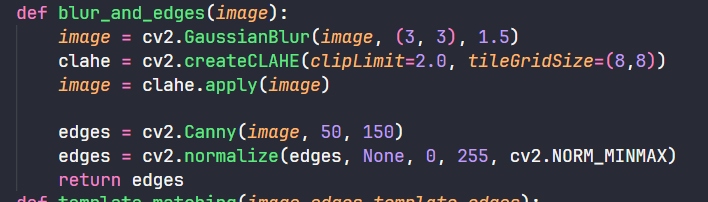 def blur_and_edges(image):
    image = cv2.GaussianBlur(image, (3, 3), 1.5)
    clahe = cv2.createCLAHE(clipLimit=2.0, tileGridSize=(8,8))
    image = clahe.apply(image)

    edges = cv2.Canny(image, 50, 150)
    edges = cv2.normalize(edges, None, 0, 255, cv2.NORM_MINMAX)
    return edges
def template_matching(image_edges,template_edges):